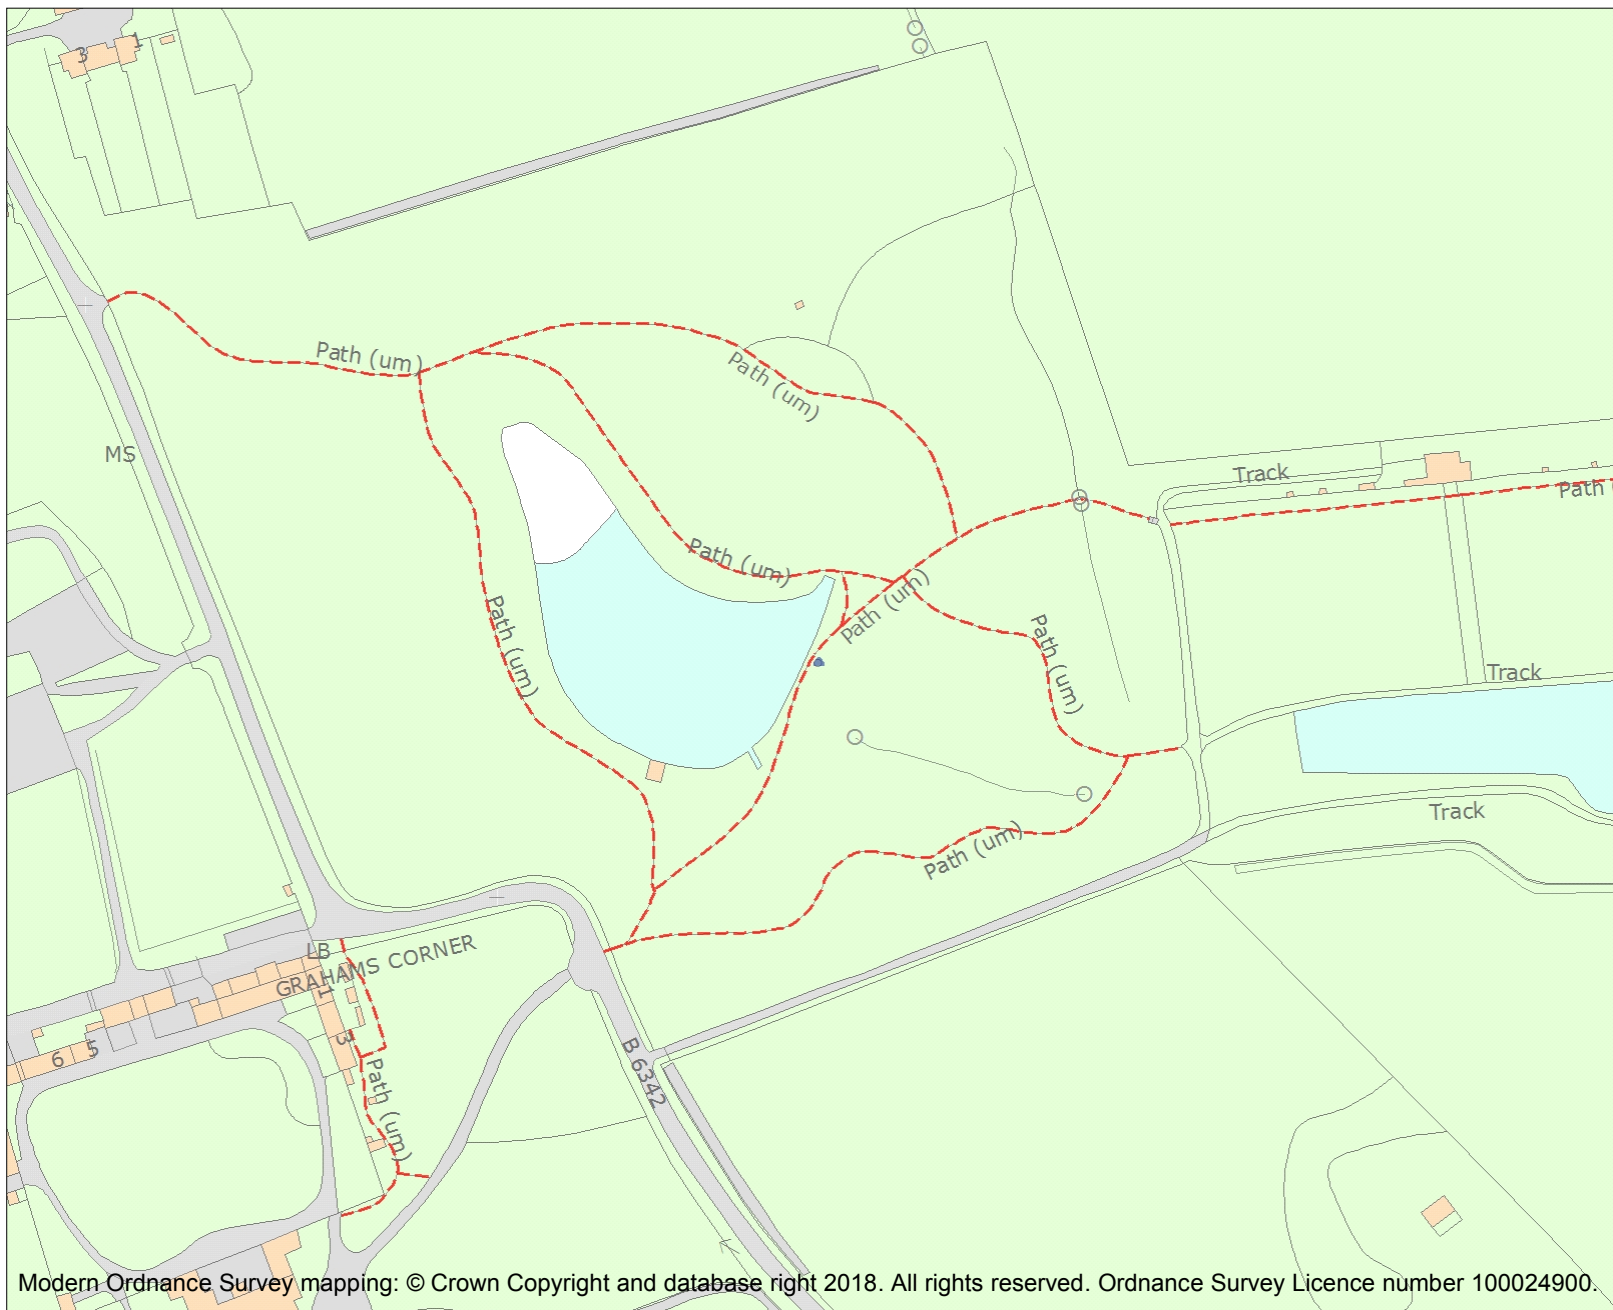 3
1
Path (um)
Path (um)
MS
Track
Path
Path (um)
Path (um)
Path (um)
Path (um)
Track
Track
Path (um)
LB
GRAHAMS CORNER
1
3
5
6
B 6342
Path (um)
Modern Ordnance Survey mapping: © Crown Copyright and database right 2018. All rights reserved. Ordnance Survey Licence number 100024900.